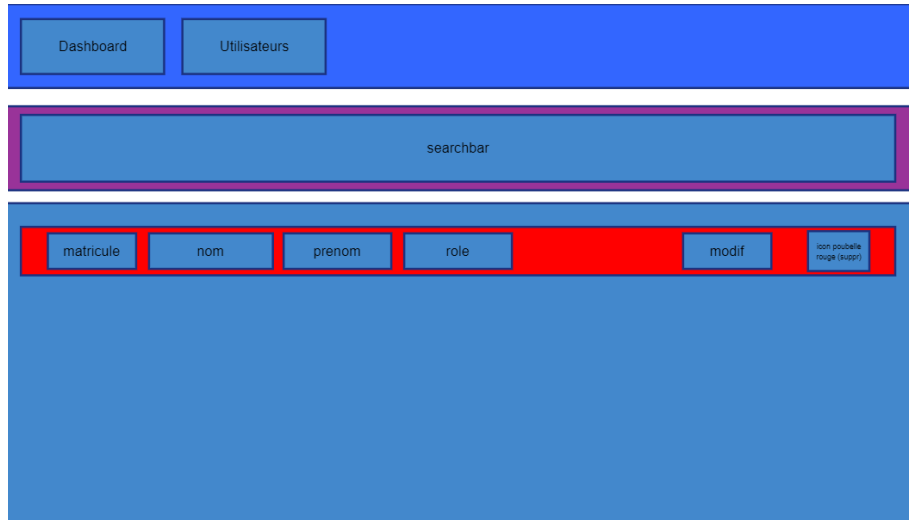 Dashboard
Utilisateurs
searchbar
matricule
nom
prenom
role
modif
icon poubelle
rouge (suppr)